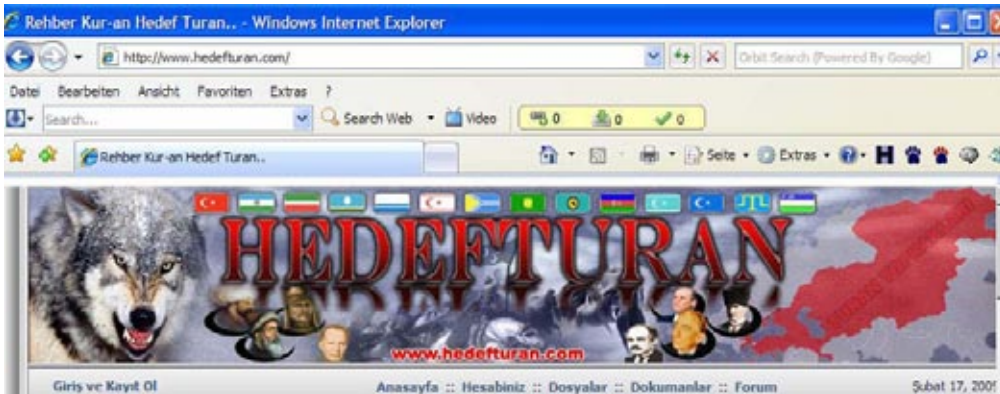 Rehber Kur-an Hedef Turan.. - Windows Internet Explorer
http://www.hedefturan.com/ Orbit Search (Powered By Google)
Datei Bearbeiten Ansicht Favoriten Extras ?
Search... Search Web Video 0 0 0
Rehber Kur-an Hedef Turan.. Seite Extras
HEDEFTURAN
www.hedefturan.com
Giriş ve Kayıt Ol Anasayfa :: Hesabiniz :: Dosyalar :: Dokumanlar :: Forum Şubat 17, 2009